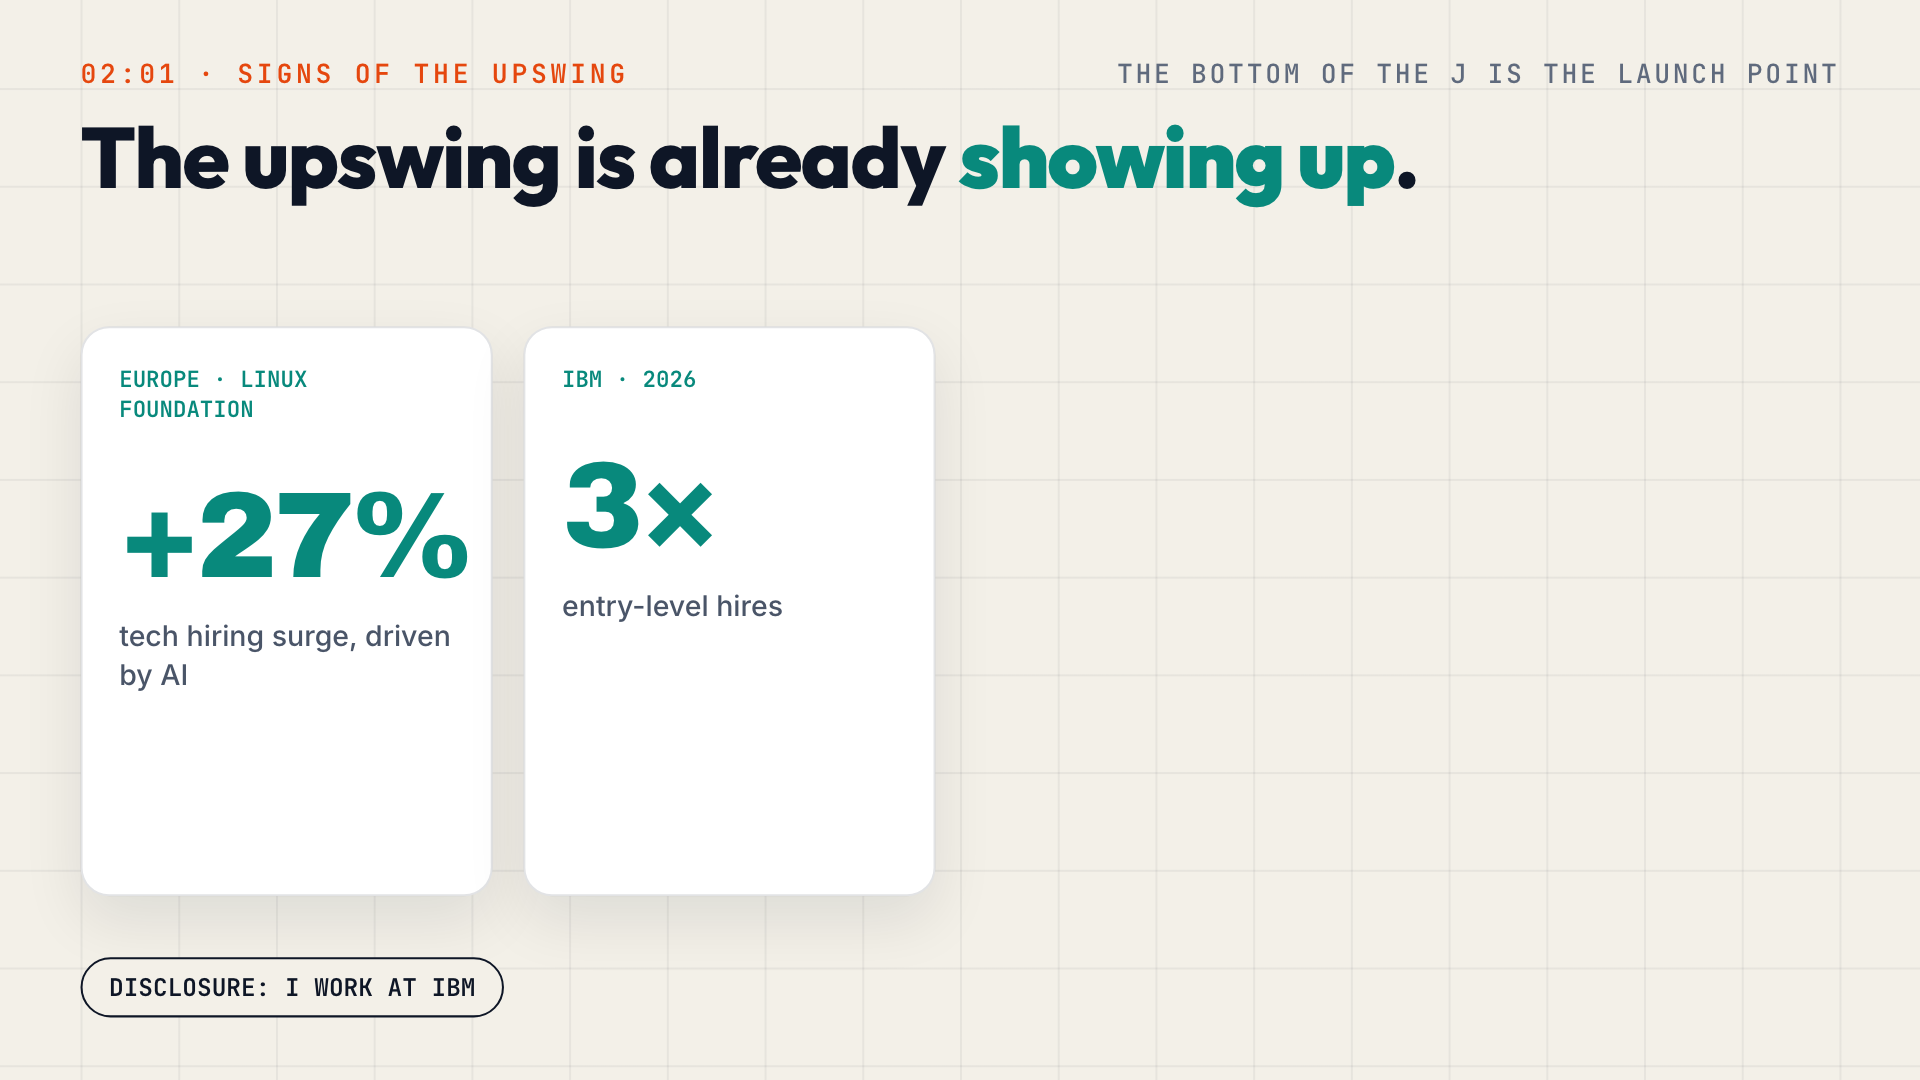 02:01 · SIGNS OF THE UPSWING
THE BOTTOM OF THE J IS THE LAUNCH POINT
The upswing is already showing up.
EUROPE · LINUX
FOUNDATION
+27%
tech hiring surge, driven
by AI
IBM · 2026
3×
entry-level hires
DISCLOSURE: I WORK AT IBM